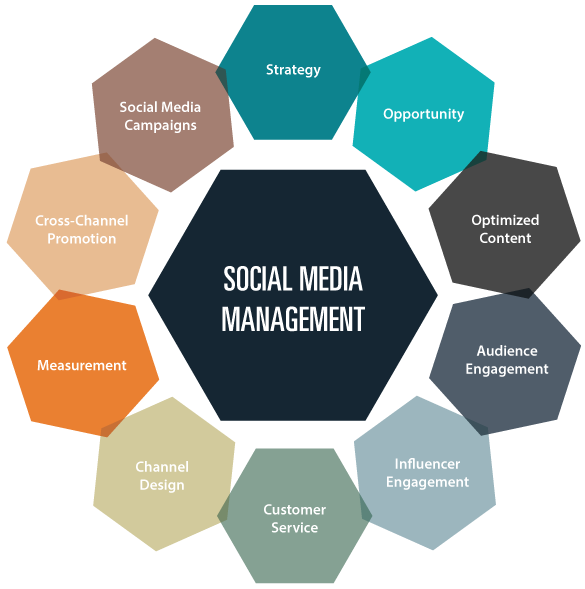 Strategy
Opportunity
Optimized
Content
Audience
Engagement
Influencer
Engagement
Customer
Service
Channel
Design
Measurement
Cross-Channel
Promotion
Social Media
Campaigns
SOCIAL MEDIA
MANAGEMENT